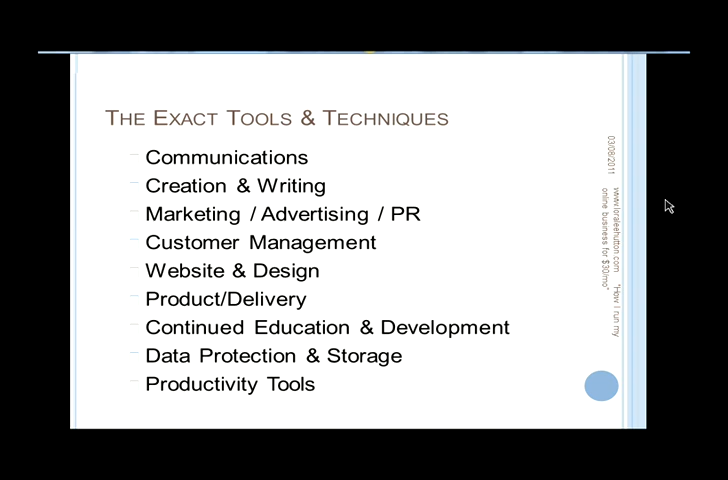 The Exact Tools & Techniques
Communications
Creation & Writing
Marketing / Advertising / PR
Customer Management
Website & Design
Product/Delivery
Continued Education & Development
Data Protection & Storage
Productivity Tools
03/08/2011
www.loraleehutton.com "How I run my
online business for $30/mo"